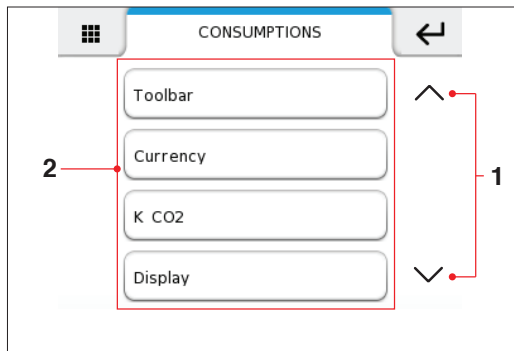 CONSUMPTIONS
Toolbar
Currency
2
1
K CO2
Display